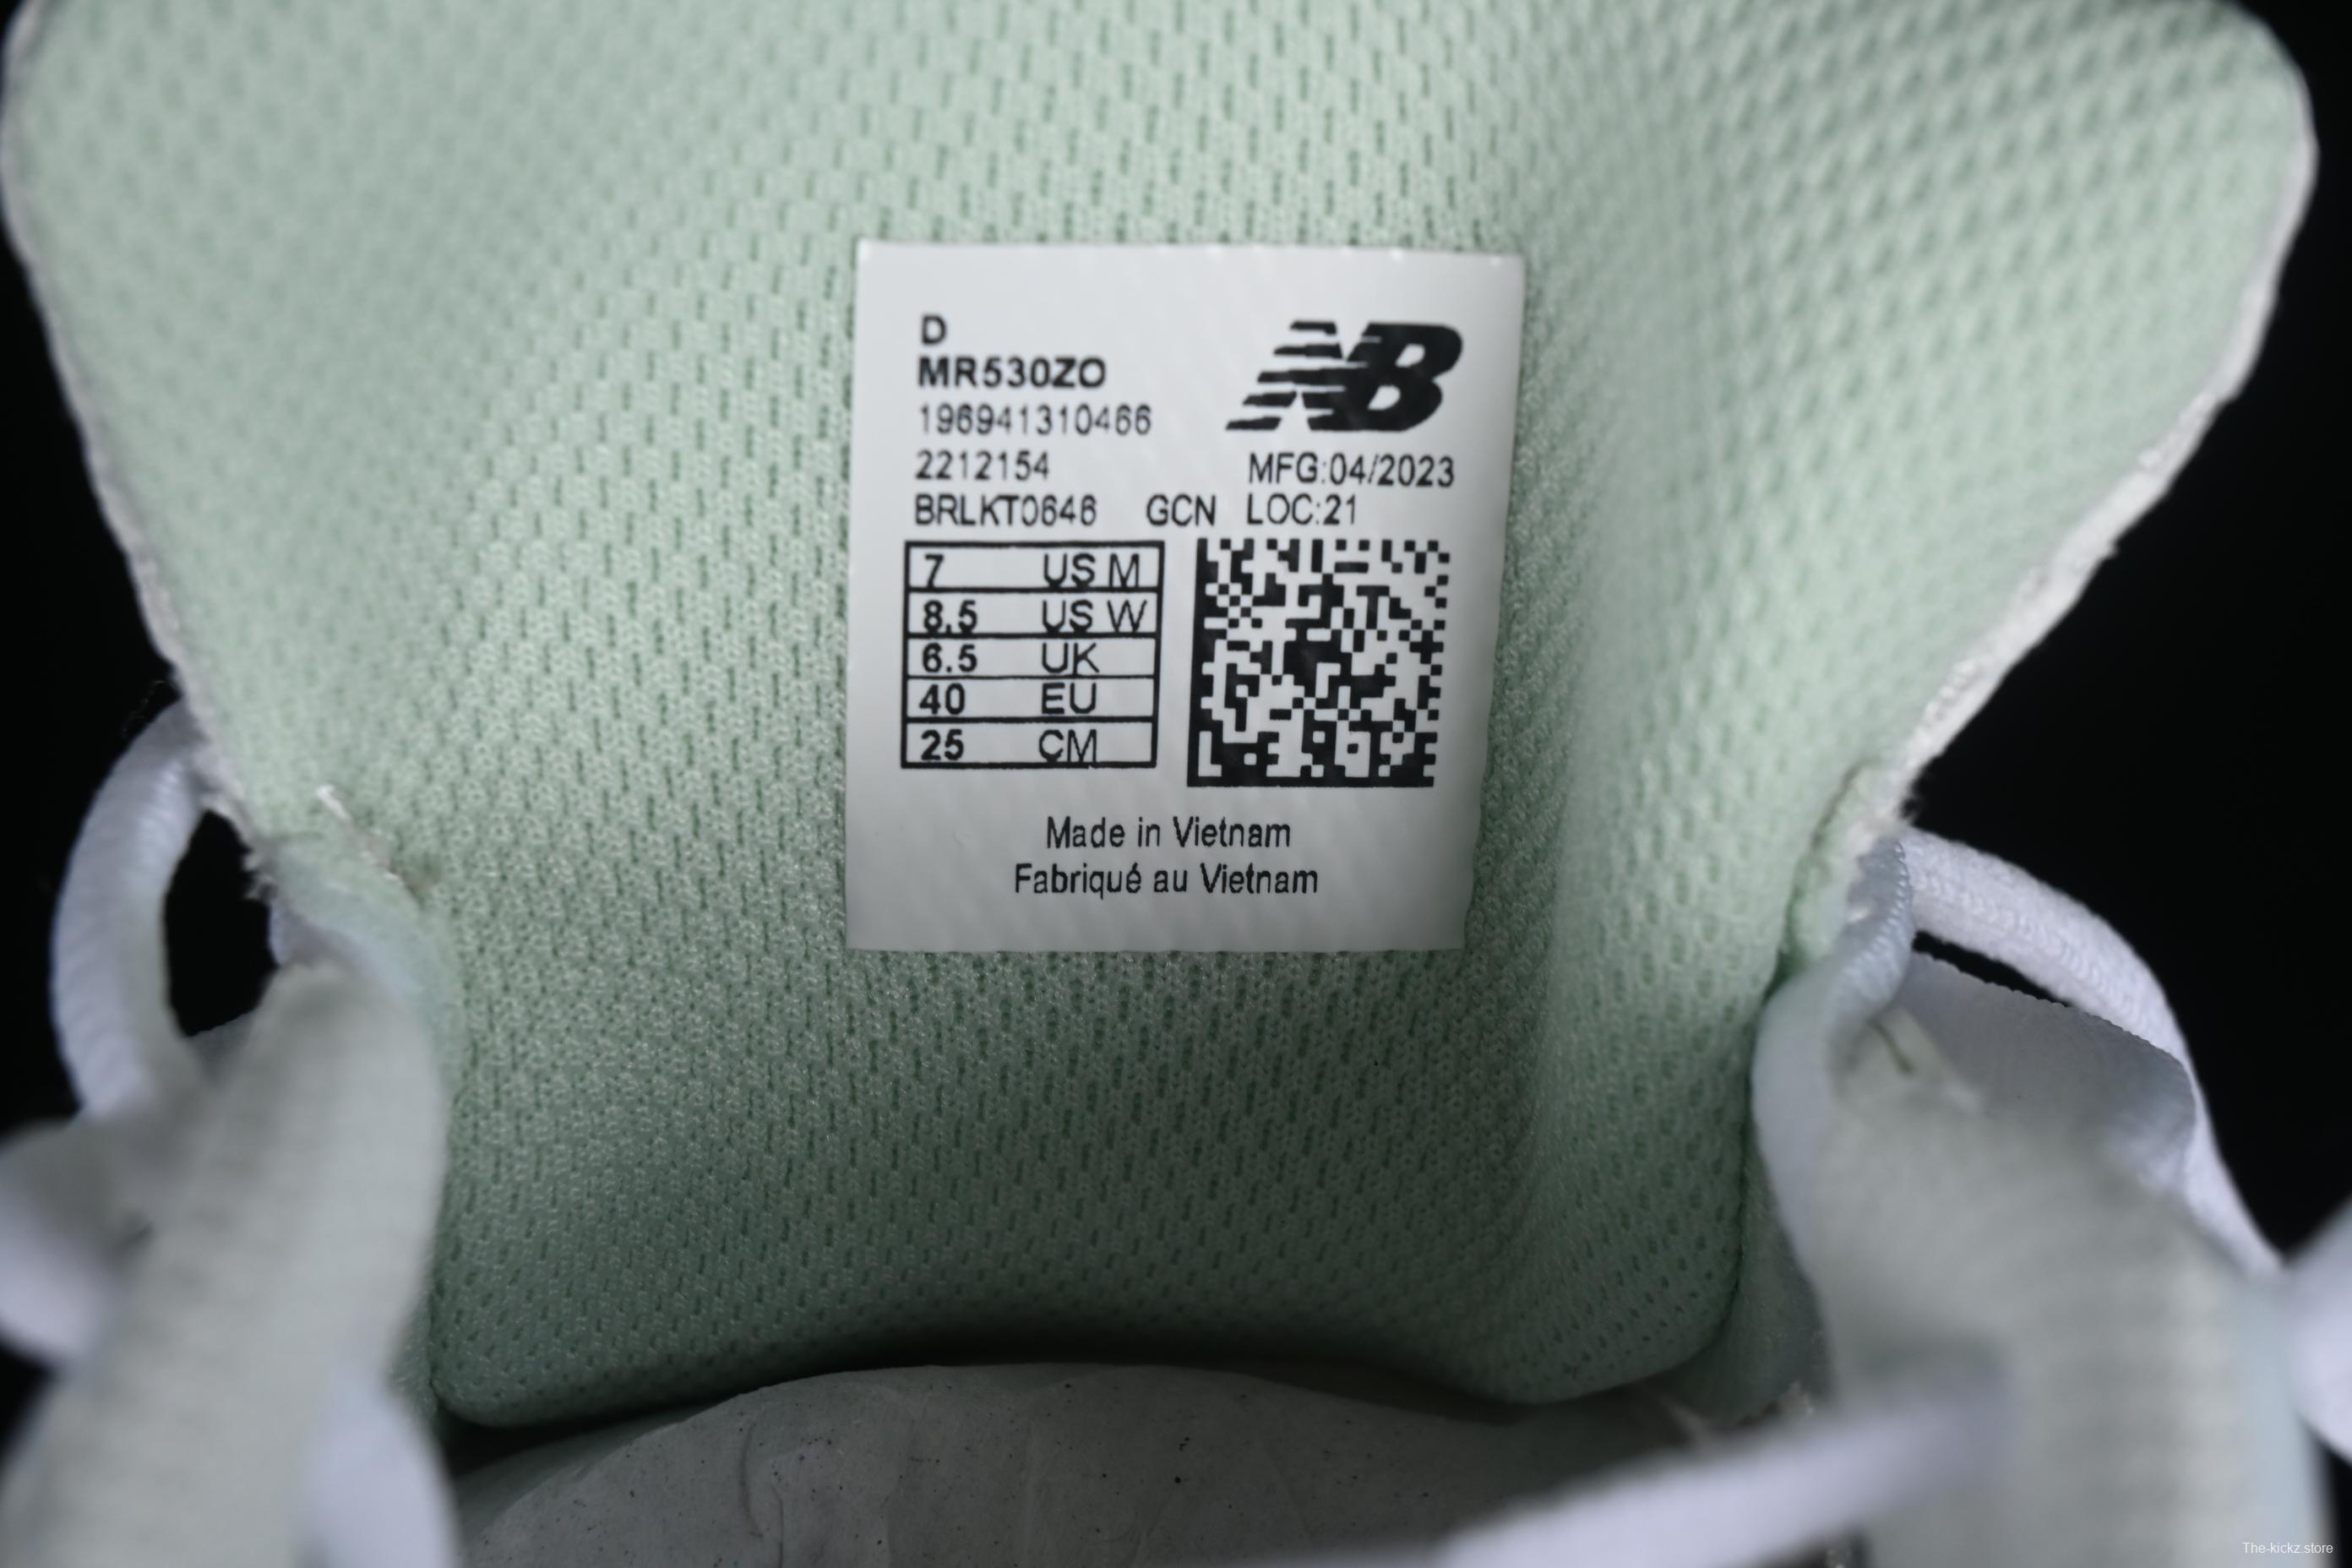 D
MR530ZO
NB
196941310466
2212154 MFG:04/2023
BRLKT0646 GCN LOC:21
7 US M
8.5 US W
6.5 UK
40 EU
25 CM
Made in Vietnam
Fabriqué au Vietnam
The-kickz.store